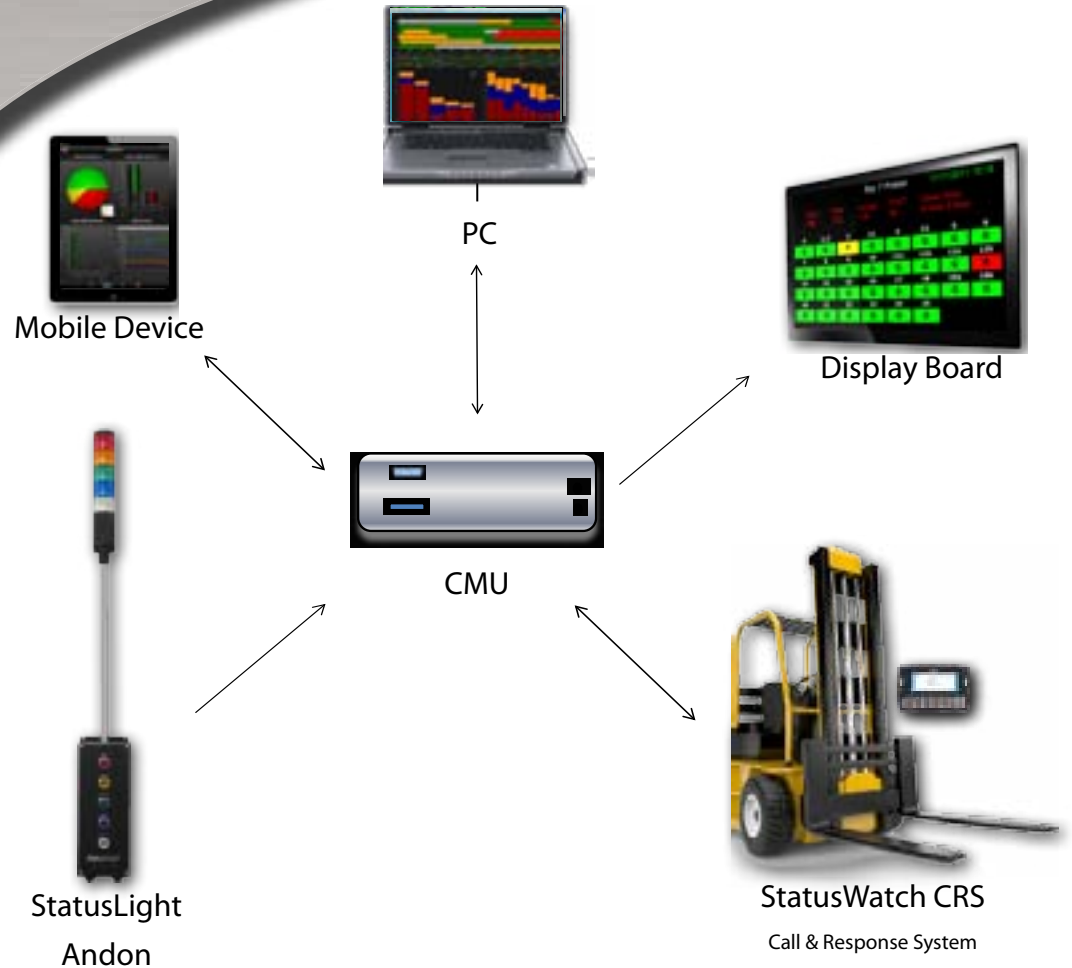 PC
Mobile Device
Display Board
CMU
StatusLight
Andon
StatusWatch CRS
Call & Response System